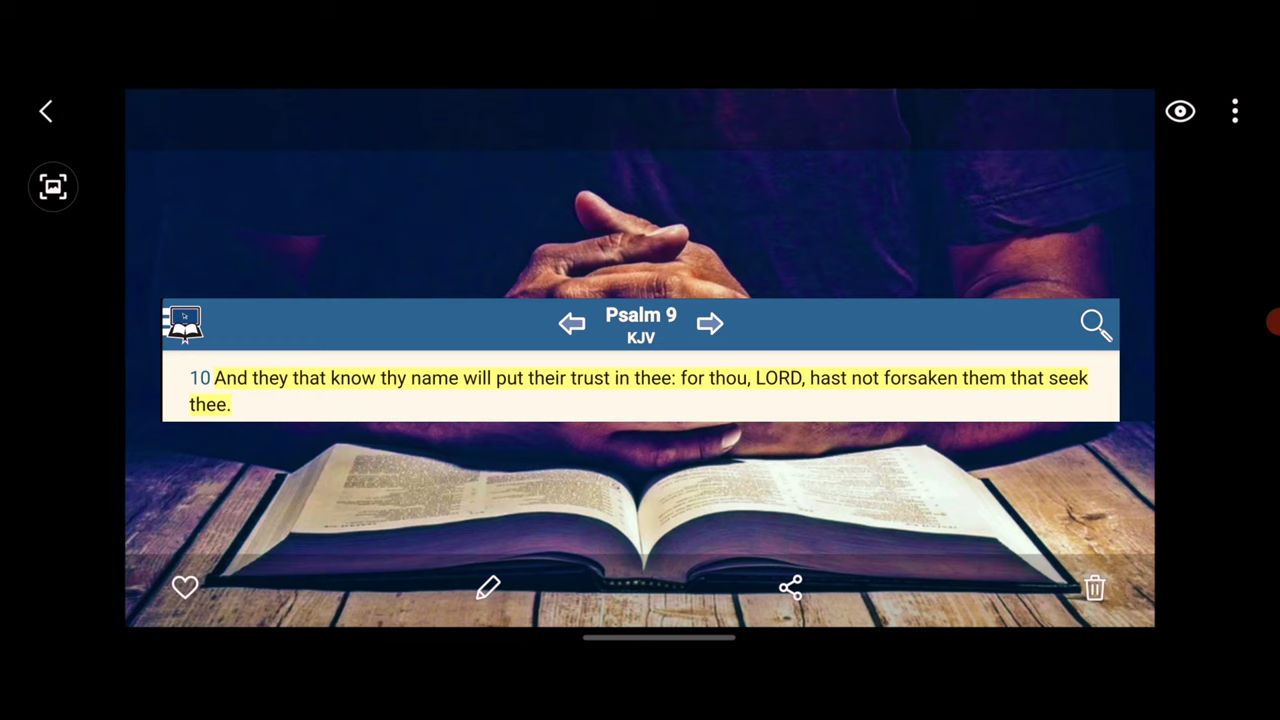 Psalm 9
KJV
10 And they that know thy name will put their trust in thee: for thou, LORD, hast not forsaken them that seek
thee.